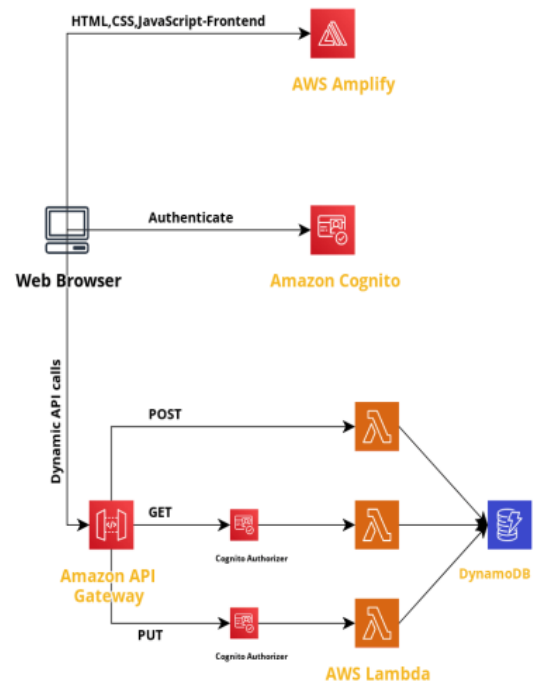 HTML,CSS,JavaScript-Frontend
AWS Amplify
Authenticate
Web Browser
Amazon Cognito
Dynamic API calls
POST
GET
Cognito Authorizer
Amazon API
Gateway
DynamoDB
PUT
Cognito Authorizer
AWS Lambda